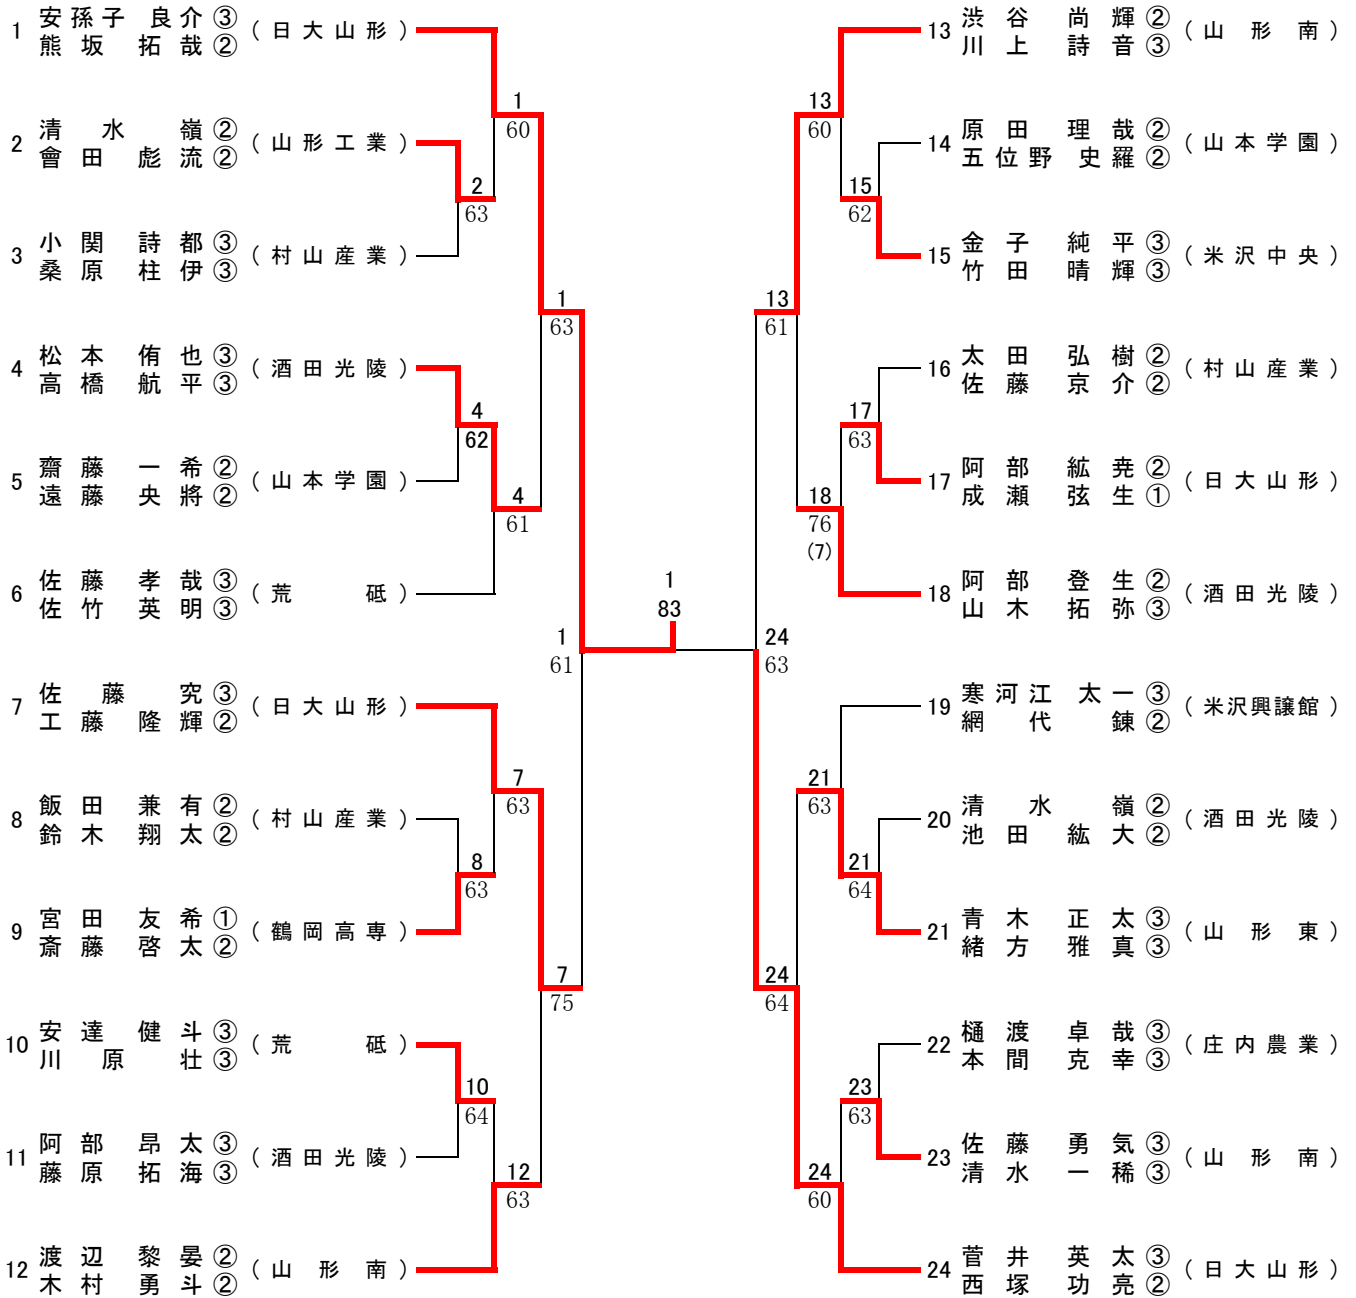 1 安孫子 良介 ③ (日大山形)
熊坂 拓哉 ②
2 清水 嶺 ② (山形工業)
會田 彪流 ②
3 小関 詩都 ③ (村山産業)
桑原 柱伊 ③
4 松本 侑也 ③ (酒田光陵)
高橋 航平 ③
5 齋藤 一希 ② (山本学園)
遠藤 央將 ②
6 佐藤 孝哉 ③ (荒砥)
佐竹 英明 ③
7 佐藤 究 ③ (日大山形)
工藤 隆輝 ②
8 飯田 兼有 ② (村山産業)
鈴木 翔太 ②
9 宮田 友希 ① (鶴岡高専)
斎藤 啓太 ②
10 安達 健斗 ③ (荒砥)
川原 壮 ③
11 阿部 昂太 ③ (酒田光陵)
藤原 拓海 ③
12 渡辺 黎晏 ② (山形南)
木村 勇斗 ②
1
60
2
63
1
63
4
62
4
61
1
61
7
63
8
63
7
75
10
64
12
63
1
83
13
60
15
62
13
61
17
63
18
76
(7)
24
63
21
63
21
64
24
64
23
63
24
60
13 渋谷 尚輝 ② (山形南)
川上 詩音 ③
14 原田 理哉 ② (山本学園)
五位野 史羅 ②
15 金子 純平 ③ (米沢中央)
竹田 晴輝 ③
16 太田 弘樹 ② (村山産業)
佐藤 京介 ②
17 阿部 紘尭 ② (日大山形)
成瀬 弦生 ①
18 阿部 登生 ② (酒田光陵)
山木 拓弥 ③
19 寒河江 太一 ③ (米沢興譲館)
網代 錬 ②
20 清水 嶺 ② (酒田光陵)
池田 紘大 ②
21 青木 正太 ③ (山形東)
緒方 雅真 ③
22 樋渡 卓哉 ③ (庄内農業)
本間 克幸 ③
23 佐藤 勇気 ③ (山形南)
清水 一稀 ③
24 菅井 英太 ③ (日大山形)
西塚 功亮 ②